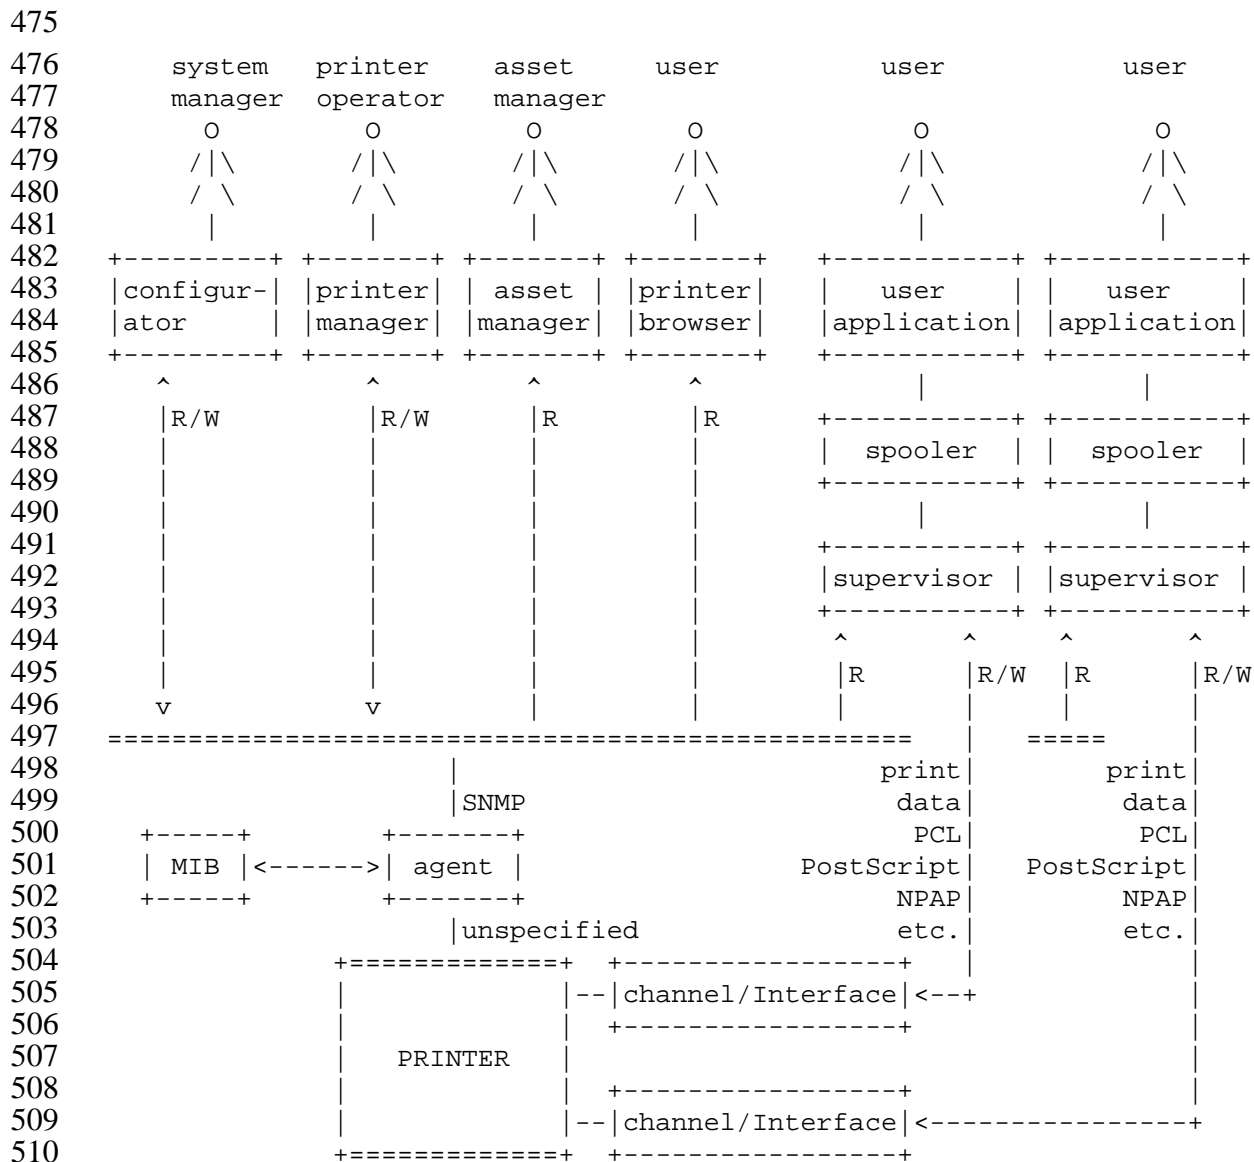 475
476 system printer asset user user user
477 manager operator manager
478 O O O O O O
479 /|\ /|\ /|\ /|\ /|\ /|\
480 / \ / \ / \ / \ / \ / \
481 | | | | | |
482 +---------+ +-------+ +-------+ +-------+ +-----------+ +-----------+
483 |configur-| |printer| | asset | |printer| | user | | user |
484 |ator | |manager| |manager| |browser| |application| |application|
485 +---------+ +-------+ +-------+ +-------+ +-----------+ +-----------+
486 ^ ^ ^ ^ | |
487 |R/W |R/W |R |R +-----------+ +-----------+
488 | | | | | spooler | | spooler |
489 | | | | +-----------+ +-----------+
490 | | | | | |
491 | | | | +-----------+ +-----------+
492 | | | | |supervisor | |supervisor |
493 | | | | +-----------+ +-----------+
494 | | | | ^ ^ ^ ^
495 | | | | |R |R/W |R |R/W
496 v v | | | | | |
497 ================================================== | ===== |
498 | print| print|
499 |SNMP data| data|
500 +-----+ +-------+ PCL| PCL|
501 | MIB |<------>| agent | PostScript| PostScript|
502 +-----+ +-------+ NPAP| NPAP|
503 |unspecified etc.| etc.|
504 +=============+ +-----------------+ | |
505 | |--|channel/Interface|<--+ |
506 | | +-----------------+ |
507 | PRINTER | |
508 | | +-----------------+ |
509 | |--|channel/Interface|<----------------+
510 +=============+ +-----------------+